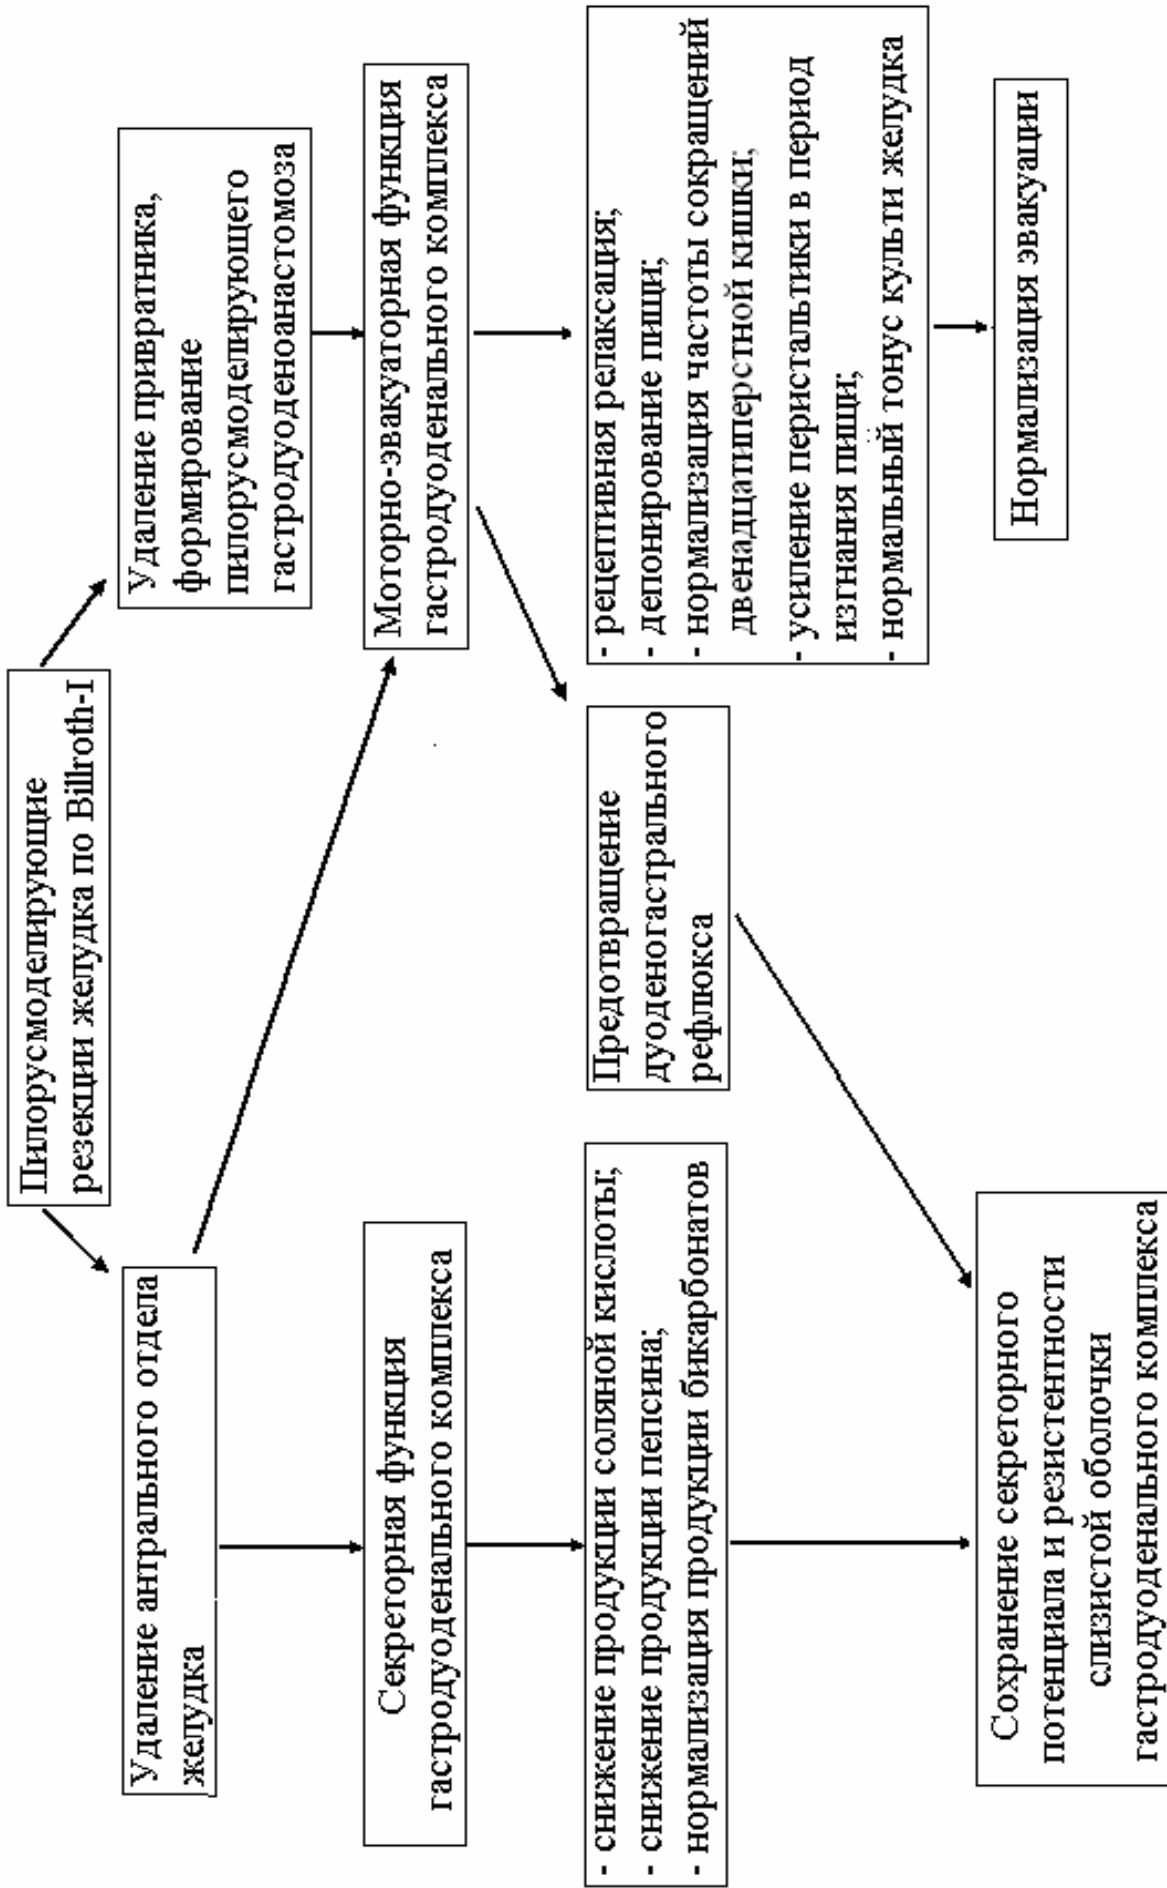 Пилорусмоделирующие
резекции желудка по Billroth-I
Удаление антрального отдела
желудка
Удаление привратника,
формирование
пилорусмоделирующего
гастродуоденоанастомоза
Секреторная функция
гастродуоденального комплекса
Моторно-эвакуаторная функция
гастродуоденального комплекса
- снижение продукции соляной кислоты;
- снижение продукции пепсина;
- нормализация продукции бикарбонатов
Предотвращение
дуоденогастрального
рефлюкса
- рецептивная релаксация;
- депонирование пищи;
- нормализация частоты сокращений
двенадцатиперстной кишки;
- усиление перистальтики в период
изгнания пищи;
- нормальный тонус культи желудка
Сохранение секреторного
потенциала и резистентности
слизистой оболочки
гастродуоденального комплекса
Нормализация эвакуации